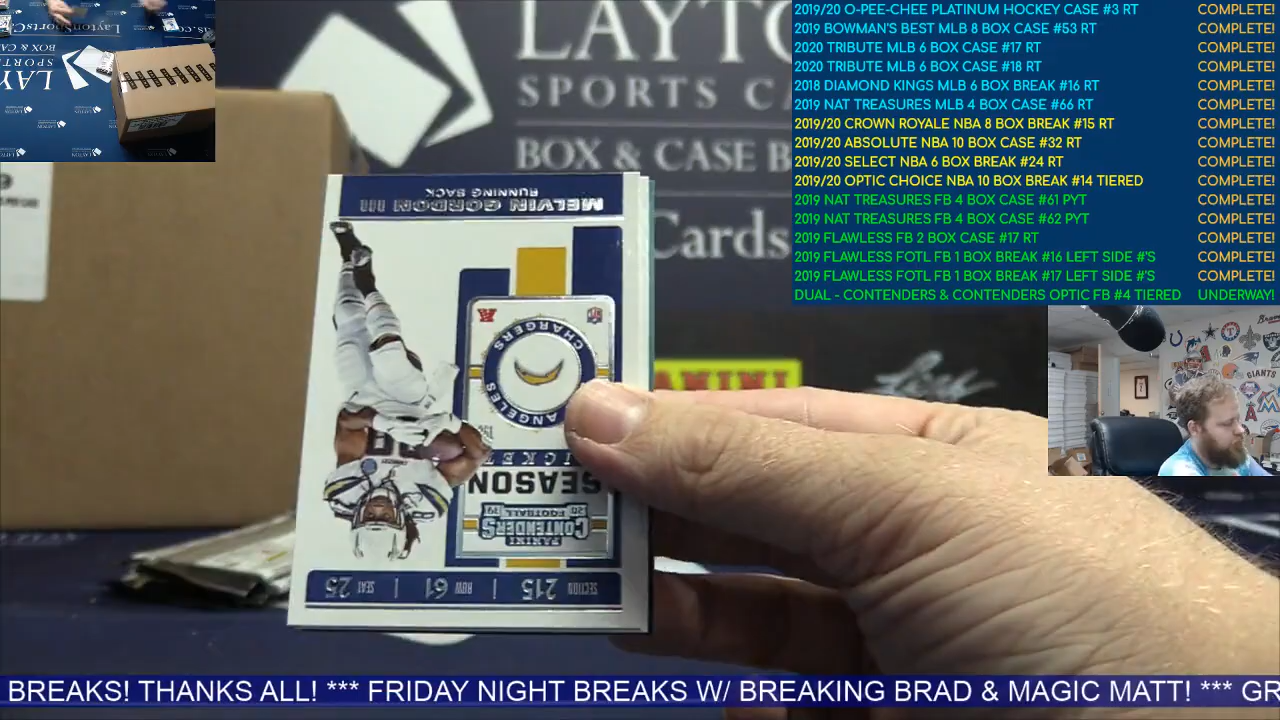 2019/20 O-PEE-CHEE PLATINUM HOCKEY CASE #3 RT COMPLETE!
2019 BOWMAN'S BEST MLB 8 BOX CASE #53 RT COMPLETE!
2020 TRIBUTE MLB 6 BOX CASE #17 RT COMPLETE!
2020 TRIBUTE MLB 6 BOX CASE #18 RT COMPLETE!
2018 DIAMOND KINGS MLB 6 BOX BREAK #16 RT COMPLETE!
2019 NAT TREASURES MLB 4 BOX CASE #66 RT COMPLETE!
2019/20 CROWN ROYALE NBA 8 BOX BREAK #15 RT COMPLETE!
2019/20 ABSOLUTE NBA 10 BOX CASE #32 RT COMPLETE!
2019/20 SELECT NBA 6 BOX BREAK #24 RT COMPLETE!
2019/20 OPTIC CHOICE NBA 10 BOX BREAK #14 TIERED COMPLETE!
2019 NAT TREASURES FB 4 BOX CASE #61 PYT COMPLETE!
2019 NAT TREASURES FB 4 BOX CASE #62 PYT COMPLETE!
2019 FLAWLESS FB 2 BOX CASE #17 RT COMPLETE!
2019 FLAWLESS FOTL FB 1 BOX BREAK #16 LEFT SIDE #'S COMPLETE!
2019 FLAWLESS FOTL FB 1 BOX BREAK #17 LEFT SIDE #'S COMPLETE!
DUAL - CONTENDERS & CONTENDERS OPTIC FB #4 TIERED UNDERWAY!
LAYTO
SPORTS C
BOX & CASE B
Cards
PANINI
Leaf
GIANTS
SECTION 215 | ROW 61 | SEAT 25
PANINI
CONTENDERS
20 FOOTBALL 19
SEASON
ICKET
ANGELES
CHARGERS
MELVIN GORDON III
RUNNING BACK
BREAKS! THANKS ALL! *** FRIDAY NIGHT BREAKS W/ BREAKING BRAD & MAGIC MATT! *** GR